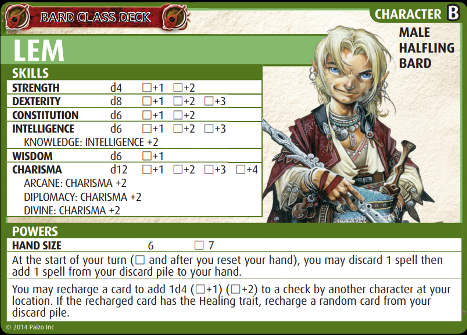 BARD CLASS DECK
CHARACTER B
LEM
MALE
HALFLING
BARD
SKILLS
STRENGTH d4 □+1 □+2
DEXTERITY d8 □+1 □+2 □+3
CONSTITUTION d6 □+1 □+2
INTELLIGENCE d6 □+1 □+2 □+3
KNOWLEDGE: INTELLIGENCE +2
WISDOM d6 □+1
CHARISMA d12 □+1 □+2 □+3 □+4
ARCANE: CHARISMA +2
DIPLOMACY: CHARISMA +2
DIVINE: CHARISMA +2
POWERS
HAND SIZE 6 □ 7
At the start of your turn (□ and after you reset your hand), you may discard 1 spell then
add 1 spell from your discard pile to your hand.
You may recharge a card to add 1d4 (□+1) (□+2) to a check by another character at your
location. If the recharged card has the Healing trait, recharge a random card from your
discard pile.
© 2014 Paizo Inc